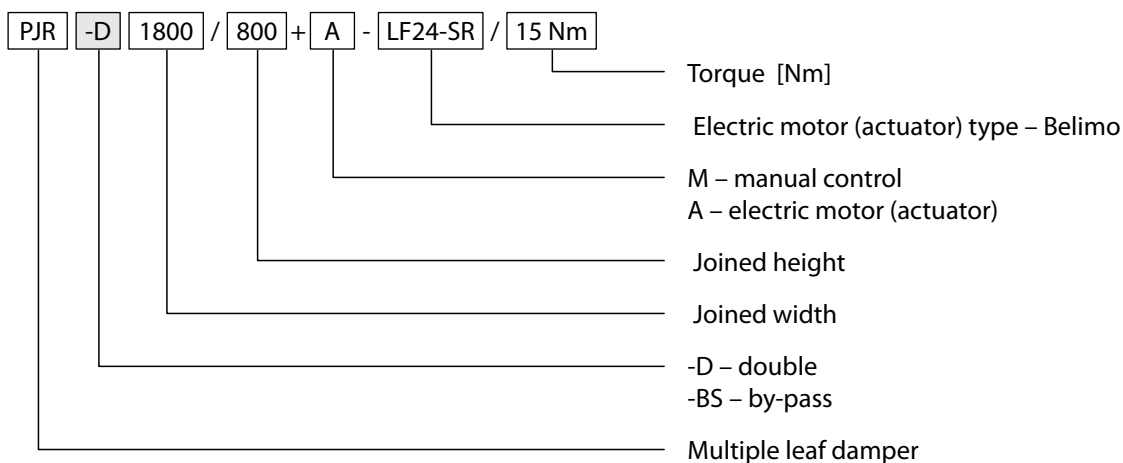 PJR -D 1800 / 800 + A - LF24-SR / 15 Nm
Torque [Nm]
Electric motor (actuator) type – Belimo
M – manual control
A – electric motor (actuator)
Joined height
Joined width
-D – double
-BS – by-pass
Multiple leaf damper